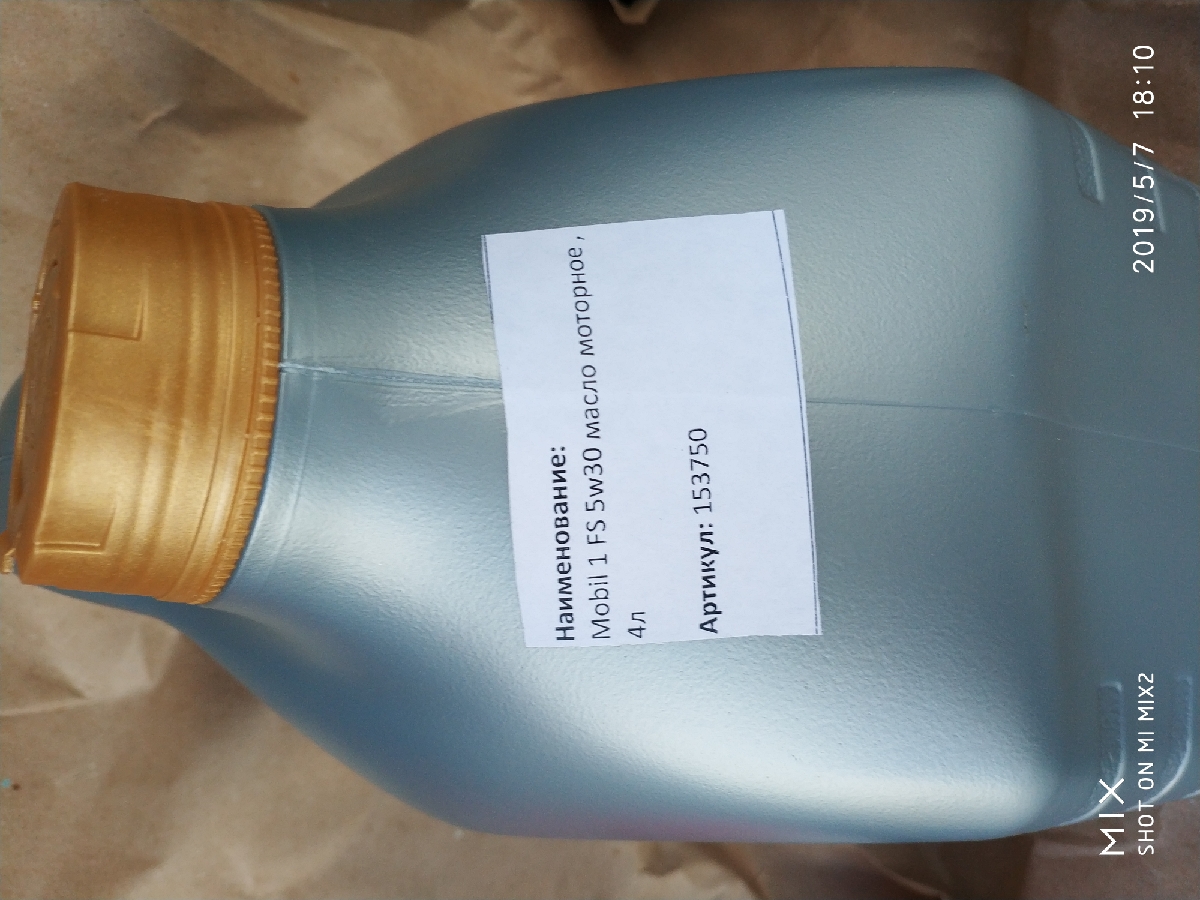 Наименование:
Mobil 1 FS 5w30 масло моторное ,
4л
Артикул: 153750
MIX
SHOT ON MI MIX2
2019/5/7 18:10